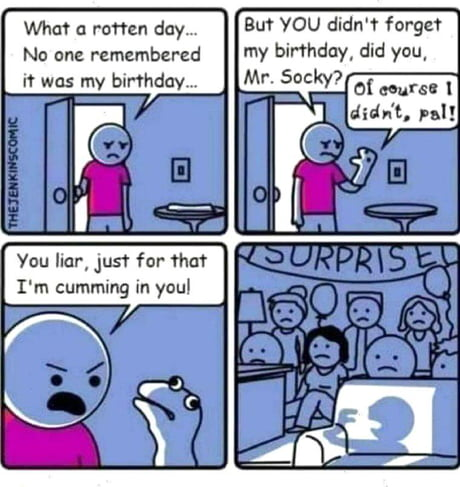 What a rotten day...
No one remembered
it was my birthday...
THEJENKINSCOMIC
But YOU didn't forget
my birthday, did you,
Mr. Socky?
Of course I
didn't, pal!
You liar, just for that
I'm cumming in you!
SURPRISE!